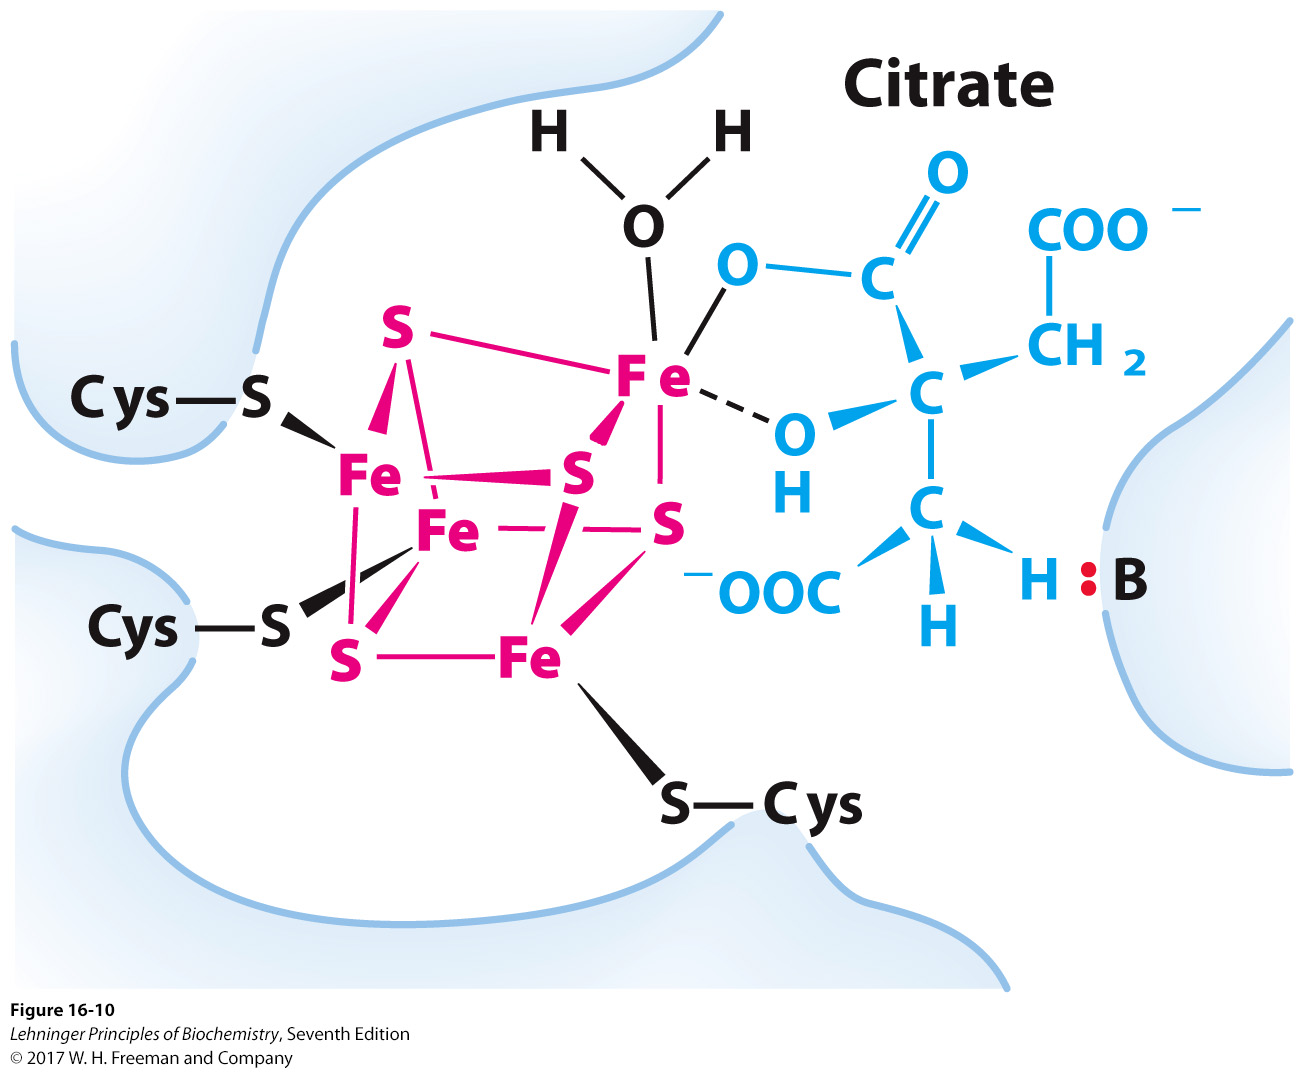 Citrate
H H
O
O
O
C
COO⁻
S
Fe
CH₂
Cys—S
C
O
H
Fe
S
Fe
S
C
⁻OOC
H
H : B
Cys—S
S
Fe
S—Cys
Figure 16-10
Lehninger Principles of Biochemistry, Seventh Edition
© 2017 W. H. Freeman and Company